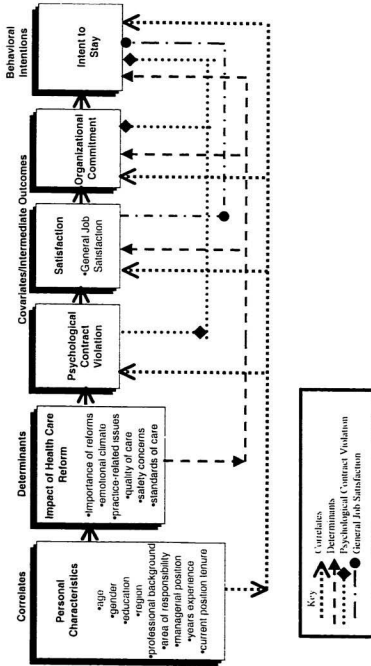 Correlates
Personal
Characteristics
•age
•gender
•education
•region
•professional background
•area of responsibility
•managerial position
•years experience
•current position tenure
Determinants
Impact of Health Care
Reform
•Importance of reforms
•emotional climate
•practice-related issues
•quality of care
•safety concerns
•standards of care
Covariates/Intermediate Outcomes
Psychological
Contract
Violation
Satisfaction
•General Job
Satisfaction
Organizational
Commitment
Behavioral
Intentions
Intent to
Stay
Key
Correlates
Determinants
Psychological Contract Violation
General Job Satisfaction